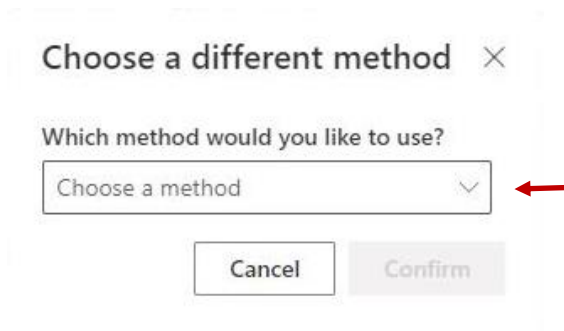 Choose a different method
Which method would you like to use?
Choose a method
Cancel
Confirm